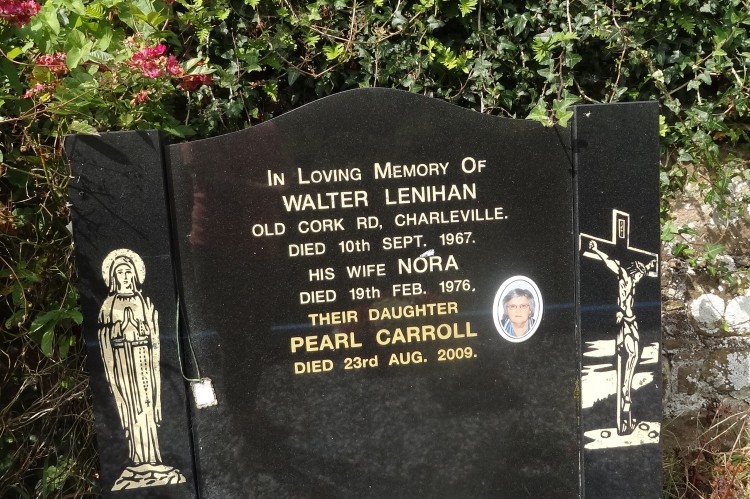 IN LOVING MEMORY OF
WALTER LENIHAN
OLD CORK RD, CHARLEVILLE.
DIED 10th SEPT. 1967.
HIS WIFE NORA
DIED 19th FEB. 1976.
THEIR DAUGHTER
PEARL CARROLL
DIED 23rd AUG. 2009.